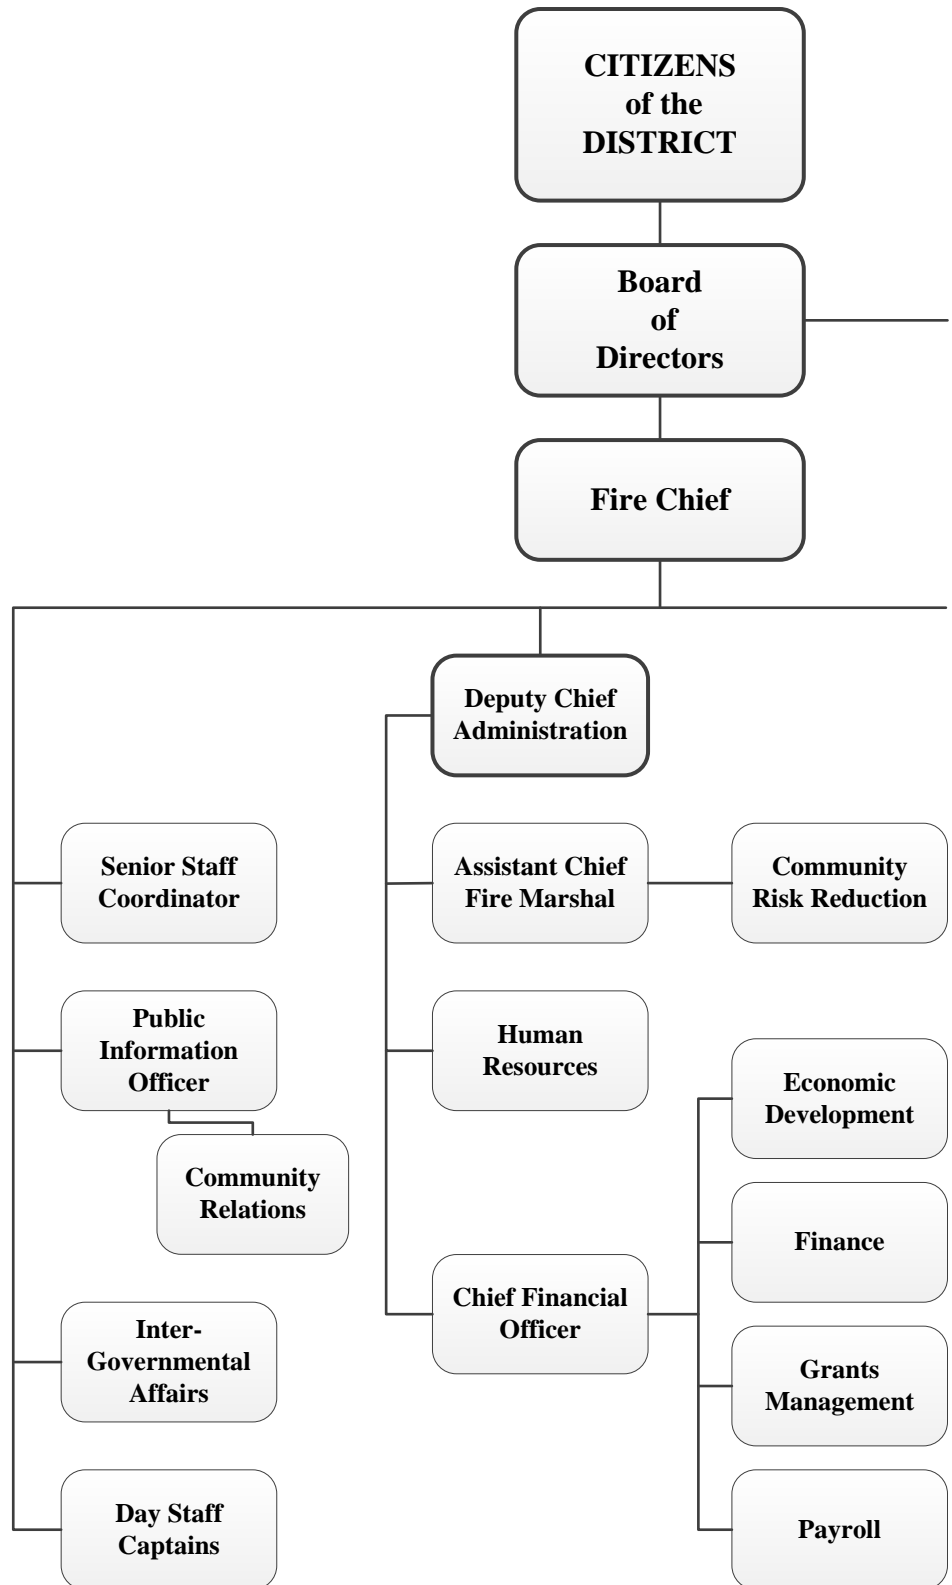 CITIZENS
of the
DISTRICT
Board
of
Directors
Fire Chief
Deputy Chief
Administration
Senior Staff
Coordinator
Assistant Chief
Fire Marshal
Community
Risk Reduction
Public
Information
Officer
Human
Resources
Economic
Development
Community
Relations
Finance
Chief Financial
Officer
Inter-
Governmental
Affairs
Grants
Management
Day Staff
Captains
Payroll